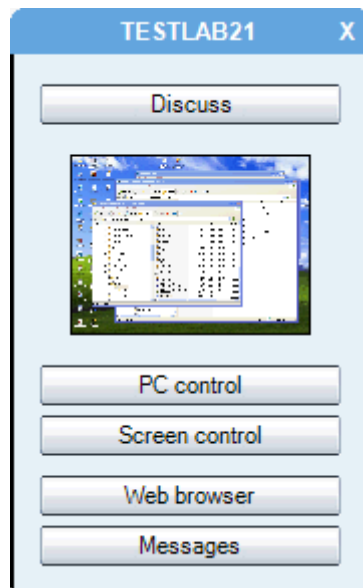 TESTLAB21 X
Discuss
PC control
Screen control
Web browser
Messages